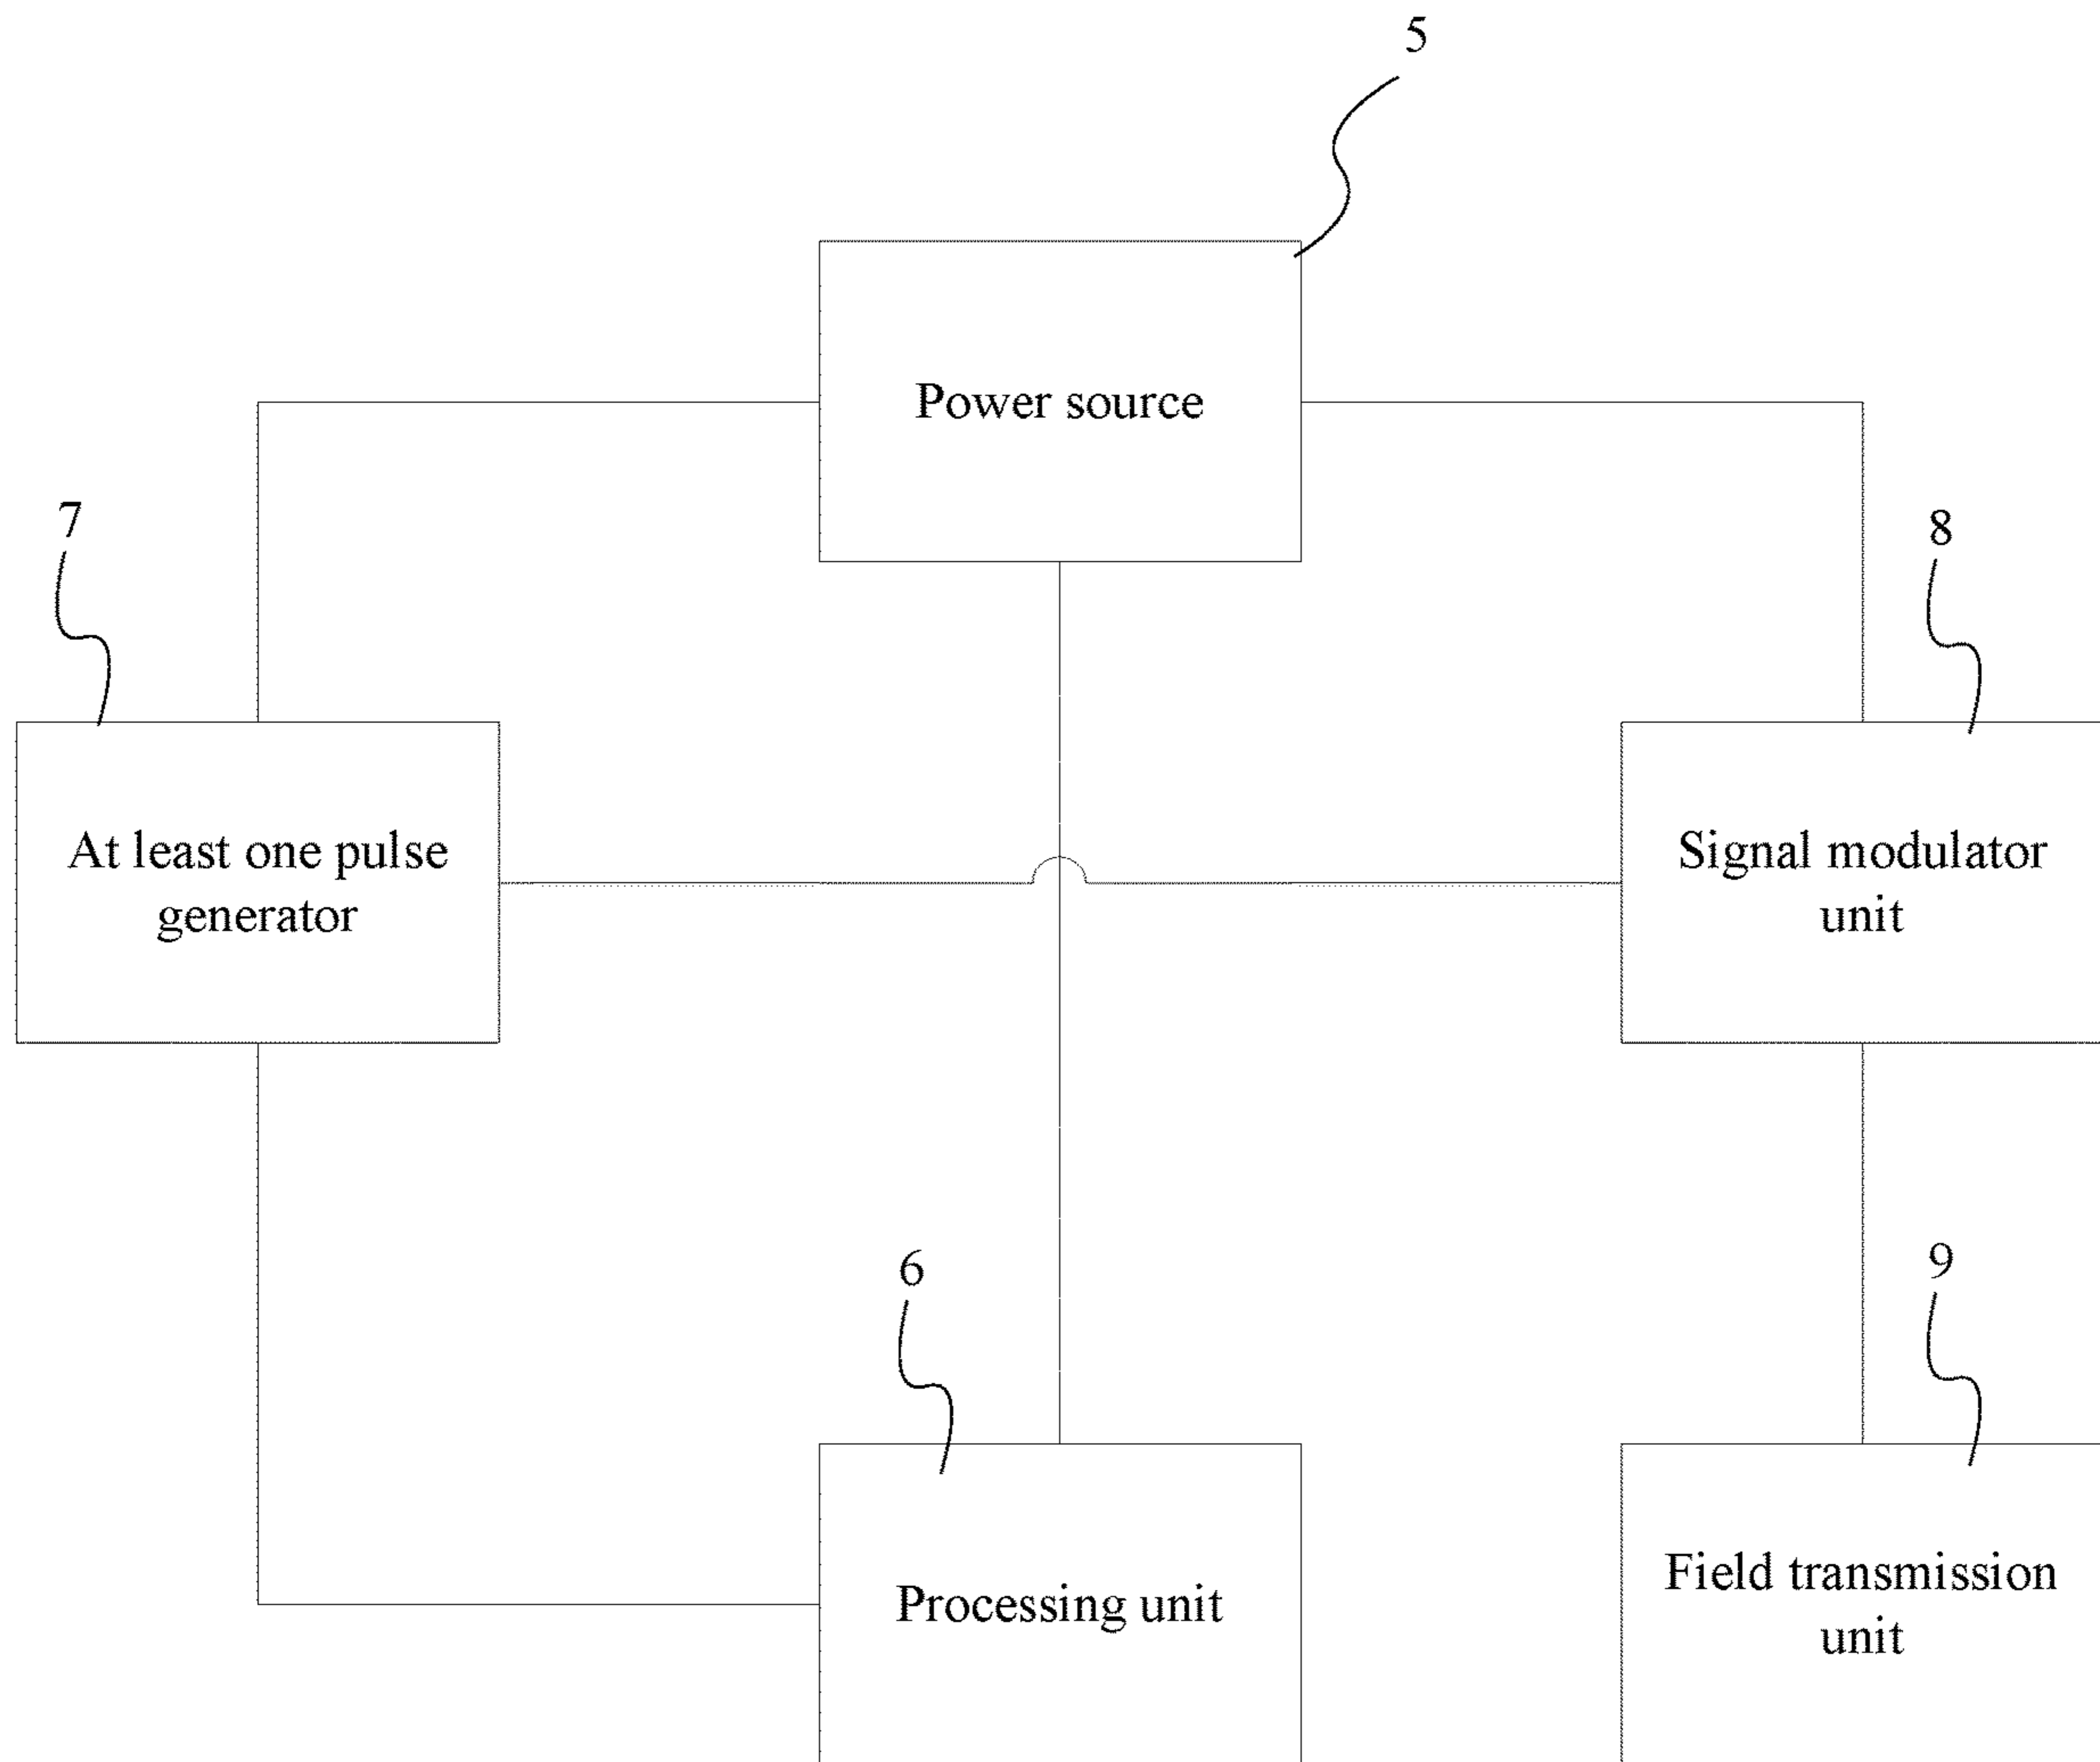 5
Power source
7
8
At least one pulse
generator
Signal modulator
unit
6
9
Processing unit
Field transmission
unit